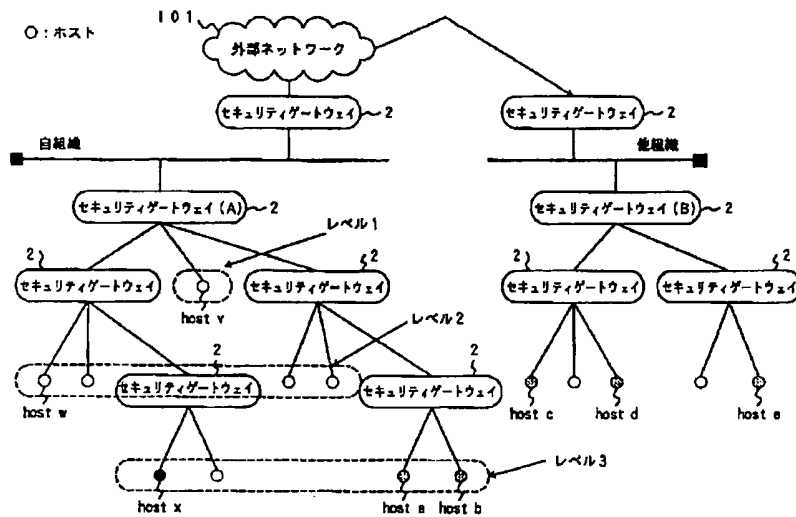 ○：ホスト
101
外部ネットワーク
セキュリティゲートウェイ 2
セキュリティゲートウェイ 2
自組織
他組織
セキュリティゲートウェイ(A) 2
セキュリティゲートウェイ(B) 2
レベル1
2
セキュリティゲートウェイ
host v
2
セキュリティゲートウェイ
2
セキュリティゲートウェイ
2
セキュリティゲートウェイ
レベル2
host w
2
セキュリティゲートウェイ
2
セキュリティゲートウェイ
host c
host d
host e
レベル3
host x
host a
host b